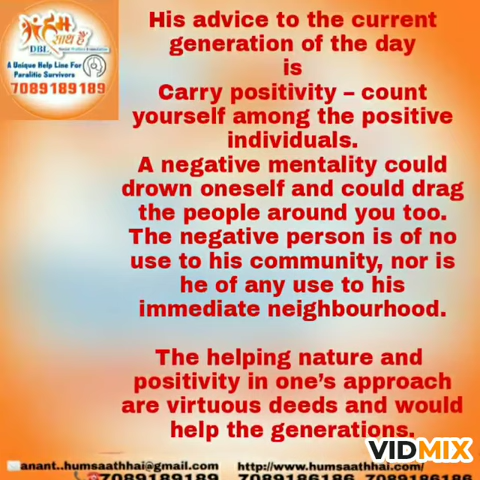 हम
साथ हैं
DBL
A Unique Help Line For
Paralitic Survivors
7089189189
His advice to the current
generation of the day
is
Carry positivity – count
yourself among the positive
individuals.
A negative mentality could
drown oneself and could drag
the people around you too.
The negative person is of no
use to his community, nor is
he of any use to his
immediate neighbourhood.
The helping nature and
positivity in one’s approach
are virtuous deeds and would
help the generations.
VIDMIX
anant..humsaathhai@gmail.com http://www.humsaathhai.com/
7089189189 7089186186, 7089186186